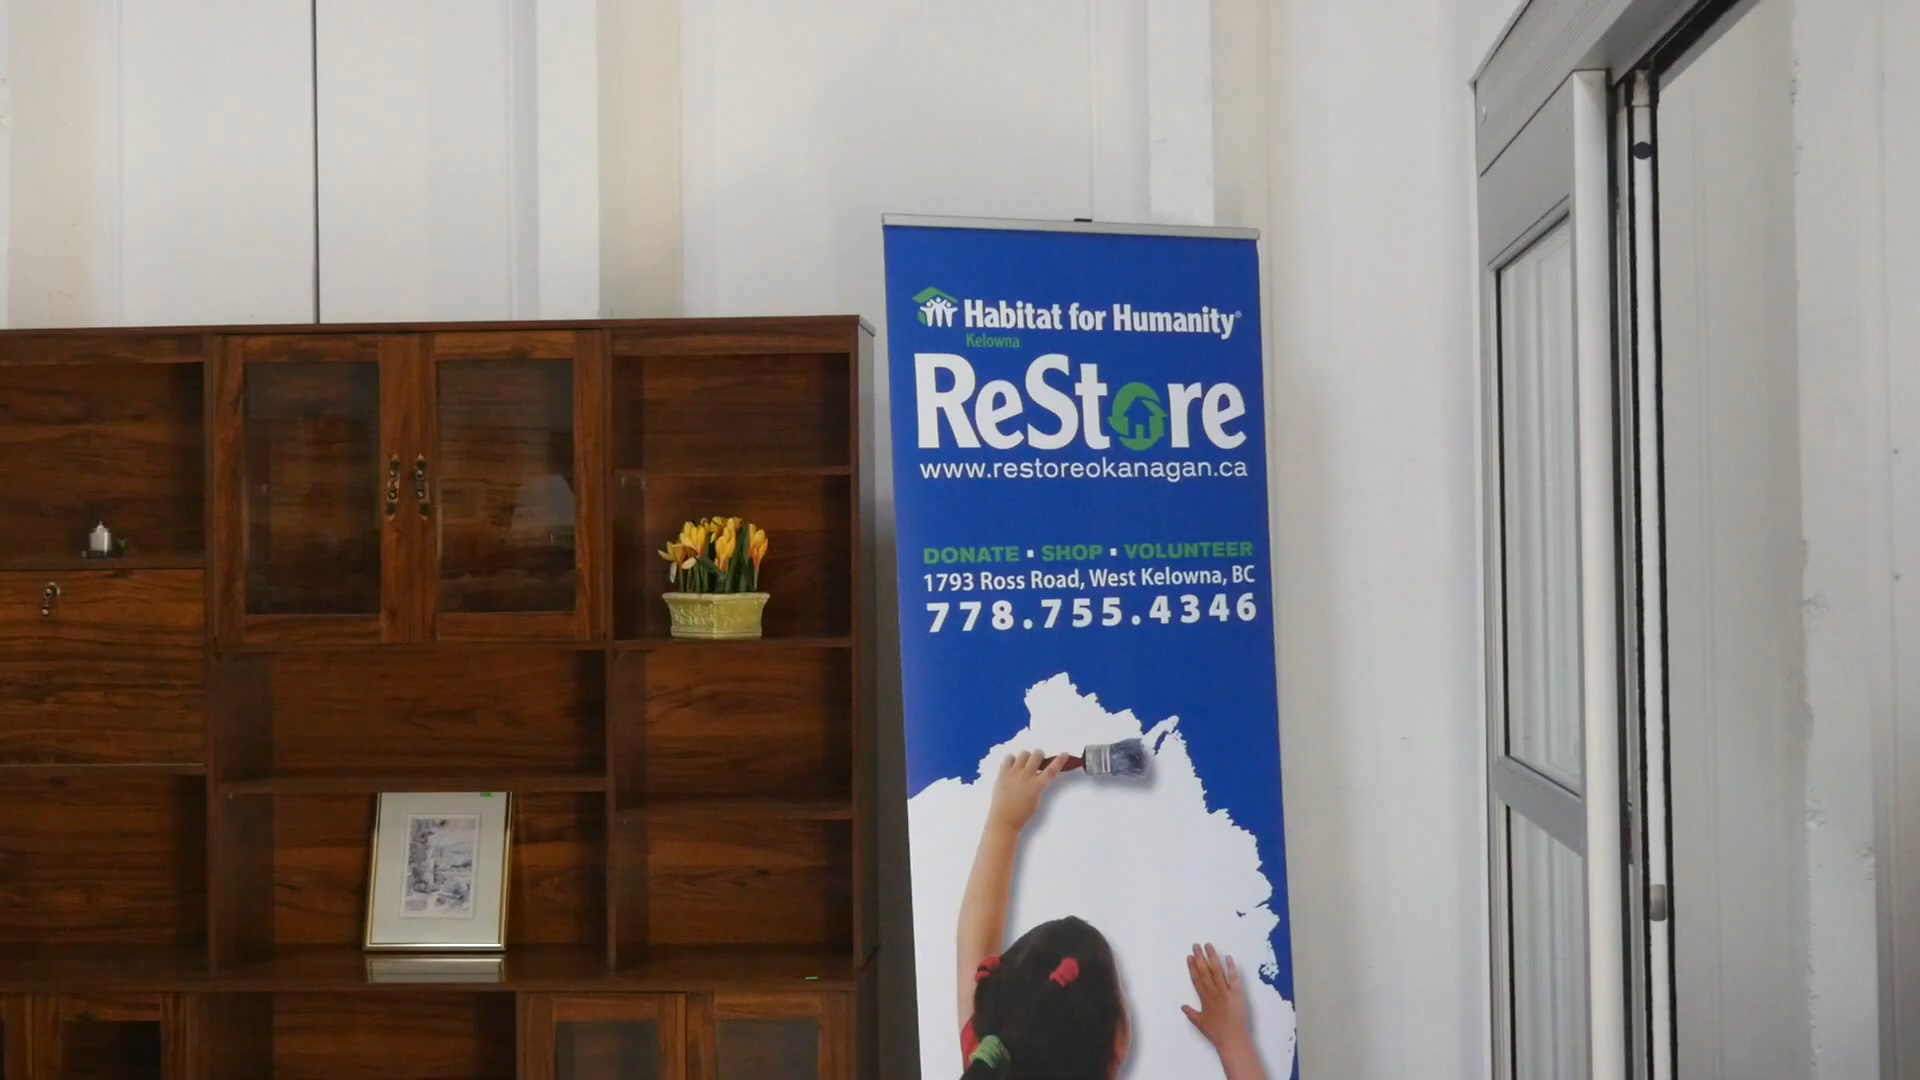 Habitat for Humanity®
Kelowna
ReStore
www.restoreokanagan.ca
DONATE ▪ SHOP ▪ VOLUNTEER
1793 Ross Road, West Kelowna, BC
778.755.4346